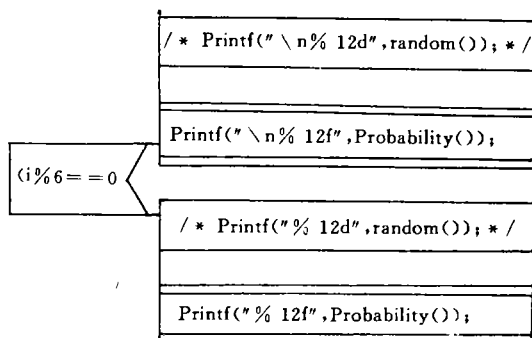 / * Printf(" \ n% 12d",random()); * /
Printf(" \ n% 12f",Probability());
(i%6= =0
/ * Printf("% 12d",random()); * /
Printf("% 12f",Probability());